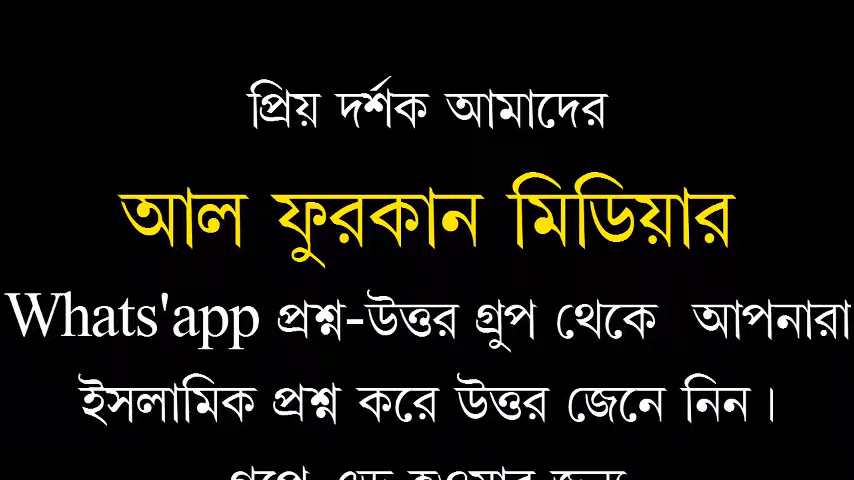 প্রিয় দর্শক আমাদের
আল ফুরকান মিডিয়ার
Whats'app প্রশ্ন-উত্তর গ্রুপ থেকে আপনারা
ইসলামিক প্রশ্ন করে উত্তর জেনে নিন।